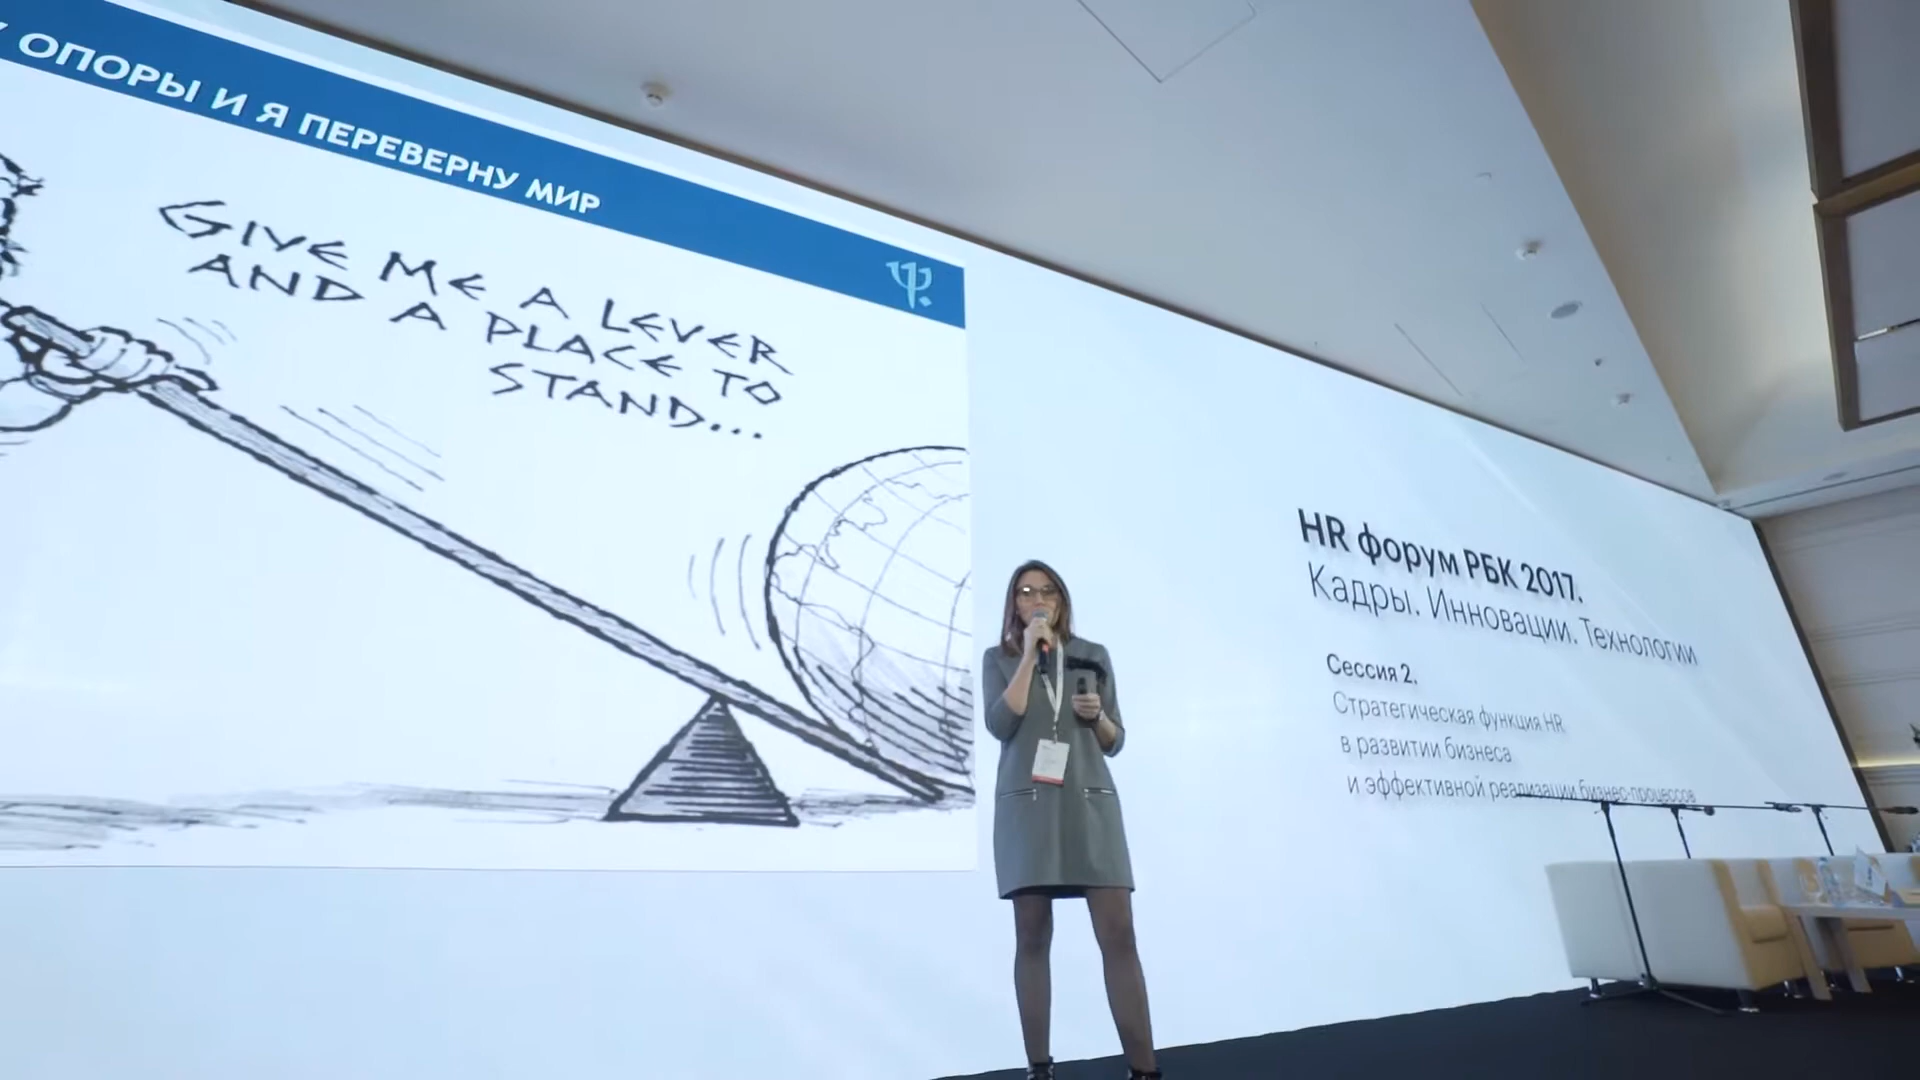 ОПОРЫ И Я ПЕРЕВЕРНУ МИР
GIVE ME A LEVER
AND A PLACE TO
STAND...
HR форум РБК 2017.
Кадры. Инновации. Технологии
Сессия 2.
Стратегическая функция HR
в развитии бизнеса
и эффективной реализации бизнес-процессов